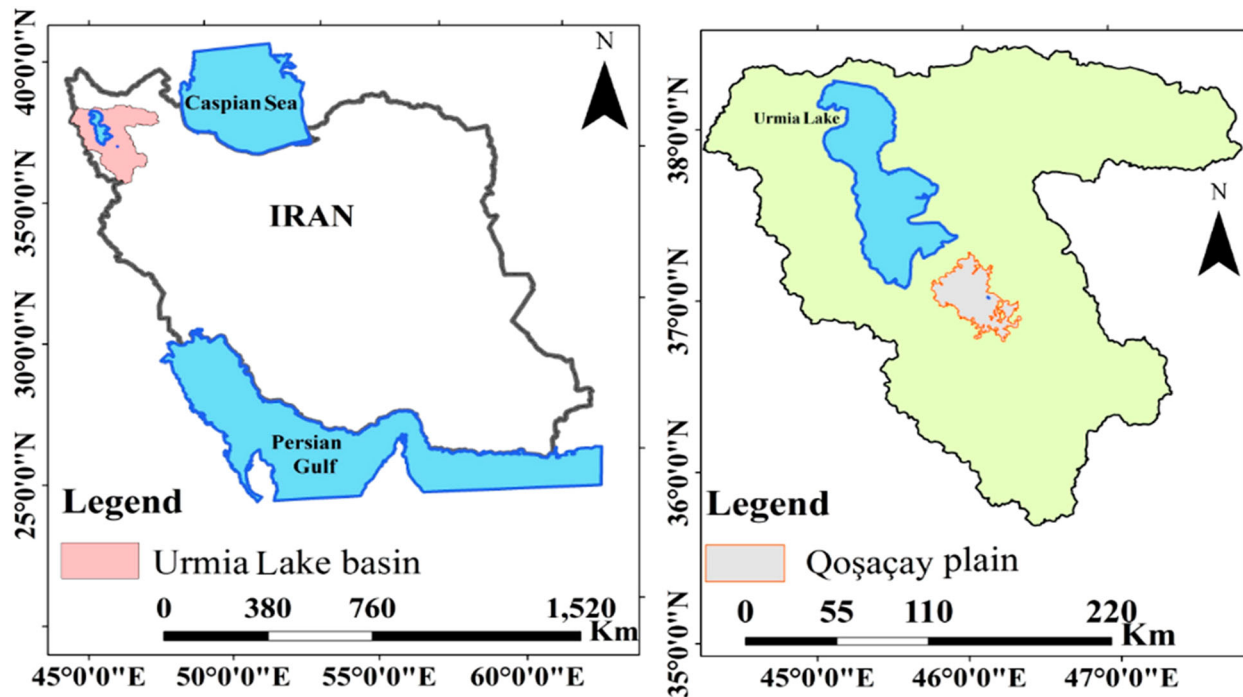 40°0'0"N
35°0'0"N
30°0'0"N
25°0'0"N
N
Caspian Sea
IRAN
Persian
Gulf
Legend
Urmia Lake basin
0 380 760 1,520
Km
45°0'0"E 50°0'0"E 55°0'0"E 60°0'0"E
38°0'0"N
37°0'0"N
36°0'0"N
35°0'0"N
Urmia Lake
N
Legend
Qoşaçay plain
0 55 110 220
Km
45°0'0"E 46°0'0"E 47°0'0"E